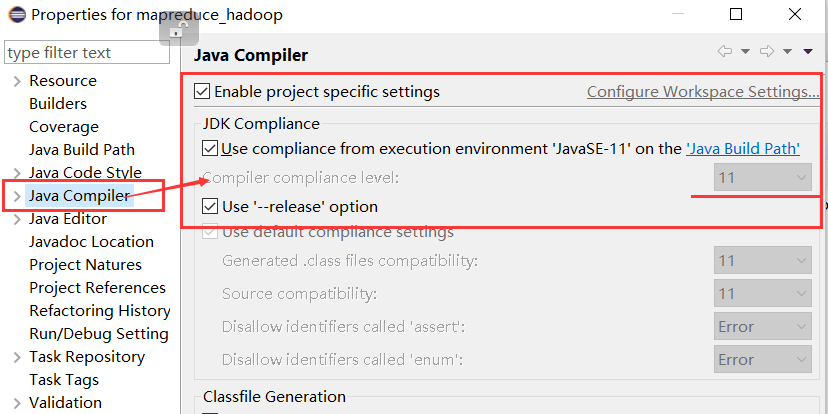 Properties for mapreduce_hadoop
type filter text
Resource
Builders
Coverage
Java Build Path
Java Code Style
Java Compiler
Java Editor
Javadoc Location
Project Natures
Project References
Refactoring History
Run/Debug Setting
Task Repository
Task Tags
Validation
Java Compiler
Enable project specific settings
Configure Workspace Settings...
JDK Compliance
Use compliance from execution environment 'JavaSE-11' on the 'Java Build Path'
Compiler compliance level: 11
Use '--release' option
Use default compliance settings
Generated .class files compatibility: 11
Source compatibility: 11
Disallow identifiers called 'assert': Error
Disallow identifiers called 'enum': Error
Classfile Generation